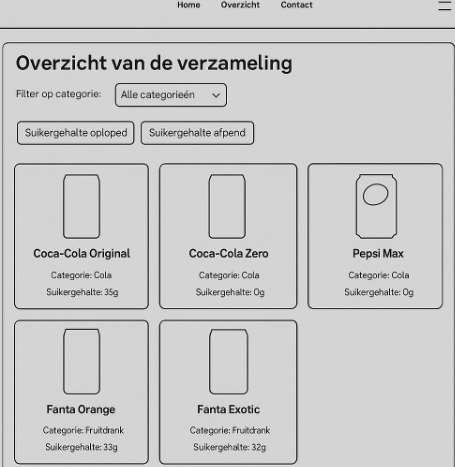 Home Overzicht Contact
Overzicht van de verzameling
Filter op categorie: Alle categorieén
Suikergehalte oploped Suikergehalte afpend
Coca-Cola Original Coca-Cola Zero Pepsi Max
Categorie: Cola Categorie: Cola Categorie: Cola
Suikergehalte: 35g Suikergehalte: 0g Suikergehalte: 0g
Fanta Orange Fanta Exotic
Categorie: Fruitdrank Categorie: Fruitdrank
Suikergehalte: 33g Suikergehalte: 32g